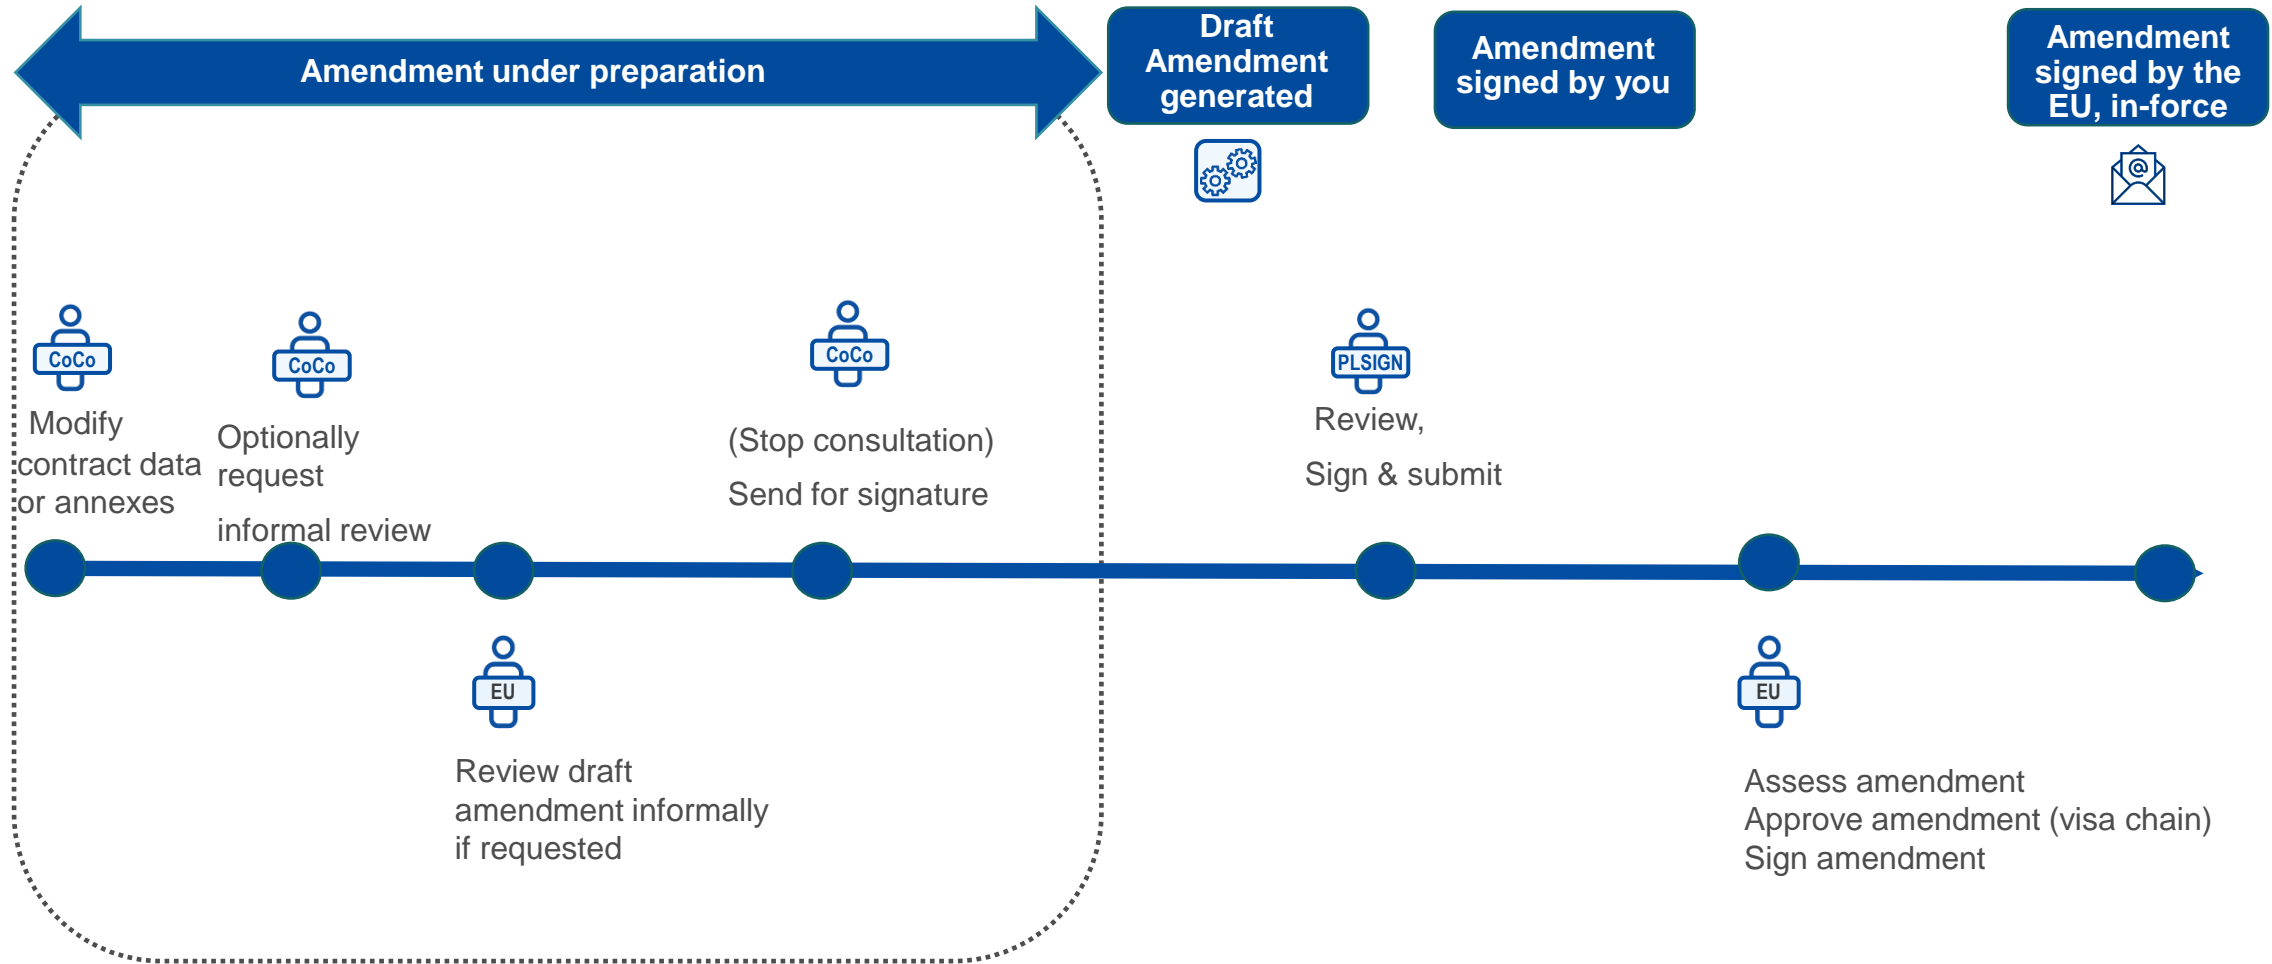 Amendment under preparation
Draft
Amendment
generated
Amendment
signed by you
Amendment
signed by the
EU, in-force
@
CoCo
Modify
contract data
or annexes
CoCo
Optionally
request
informal review
CoCo
(Stop consultation)
Send for signature
PLSIGN
Review,
Sign & submit
EU
Review draft
amendment informally
if requested
EU
Assess amendment
Approve amendment (visa chain)
Sign amendment